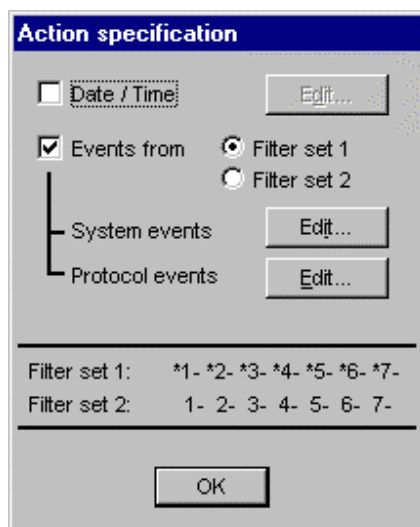 Action specification
Date / Time Edit...
Events from Filter set 1
Filter set 2
System events Edit...
Protocol events Edit...
Filter set 1: *1- *2- *3- *4- *5- *6- *7-
Filter set 2: 1- 2- 3- 4- 5- 6- 7-
OK